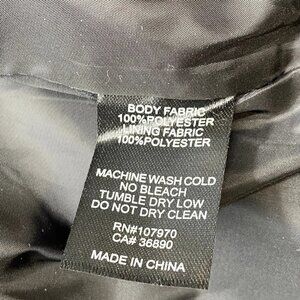 BODY FABRIC
100%POLYESTER
LINING FABRIC
100%POLYESTER
MACHINE WASH COLD
NO BLEACH
TUMBLE DRY LOW
DO NOT DRY CLEAN
RN#107970
CA# 36890
MADE IN CHINA